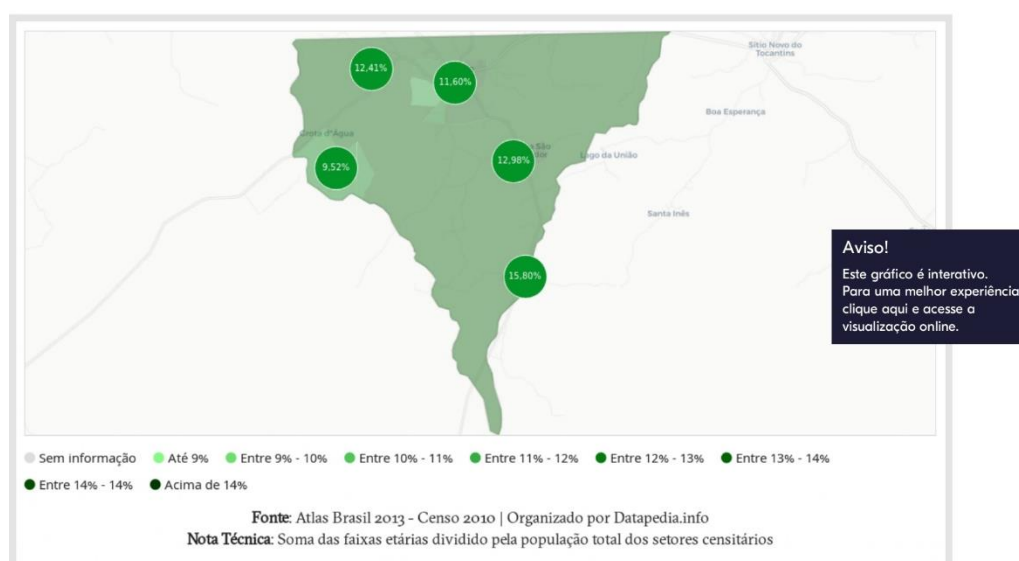 Sítio Novo do
Tocantins
12,41%
11,60%
Boa Esperança
Groto d'Água
São
Lago da União
9,52%
12,98%
Santa Inês
15,80%
Aviso!
Este gráfico é interativo.
Para uma melhor experiência
clique aqui e acesse a
visualização online.
Sem informação Até 9% Entre 9% - 10% Entre 10% - 11% Entre 11% - 12% Entre 12% - 13% Entre 13% - 14%
Entre 14% - 14% Acima de 14%
Fonte: Atlas Brasil 2013 - Censo 2010 | Organizado por Datapedia.info
Nota Técnica: Soma das faixas etárias dividido pela população total dos setores censitários